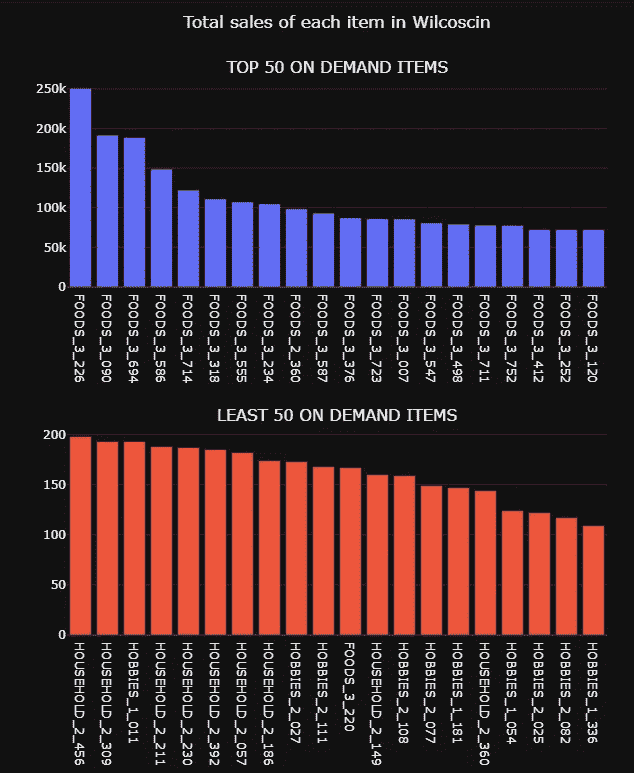 Total sales of each item in Wilcoscin
TOP 50 ON DEMAND ITEMS
250k
200k
150k
100k
50k
0
FOODS_3_226
FOODS_3_090
FOODS_3_694
FOODS_3_586
FOODS_3_714
FOODS_3_318
FOODS_3_555
FOODS_3_234
FOODS_2_360
FOODS_3_587
FOODS_3_376
FOODS_3_723
FOODS_3_007
FOODS_3_547
FOODS_3_498
FOODS_3_711
FOODS_3_752
FOODS_3_412
FOODS_3_252
FOODS_3_120
LEAST 50 ON DEMAND ITEMS
200
150
100
50
0
HOUSEHOLD_2_456
HOUSEHOLD_2_309
HOBBIES_1_011
HOUSEHOLD_2_211
HOUSEHOLD_2_230
HOUSEHOLD_2_392
HOUSEHOLD_2_057
HOUSEHOLD_2_186
HOBBIES_2_027
HOBBIES_2_111
FOODS_3_220
HOUSEHOLD_2_149
HOBBIES_2_108
HOBBIES_2_077
HOBBIES_1_181
HOUSEHOLD_2_360
HOBBIES_1_054
HOBBIES_2_025
HOBBIES_2_082
HOBBIES_1_336